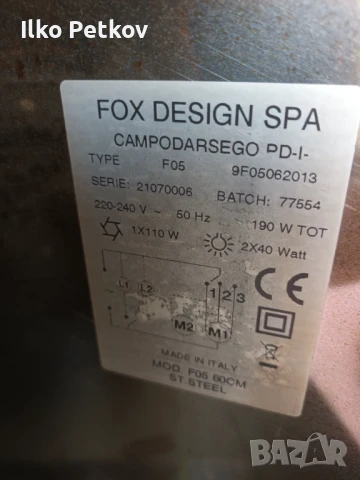 Ilko Petkov
FOX DESIGN SPA
CAMPODARSEGO PD-I-
TYPE F05 9F05062013
SERIE: 21070006 BATCH: 77554
220-240 V ~ 50 Hz 190 W TOT
1X110 W 2X40 Watt
L1 L2 1 2 3 CE
M2 M1
MADE IN ITALY
MOD. F05 60CM
ST.STEEL
BAZAR